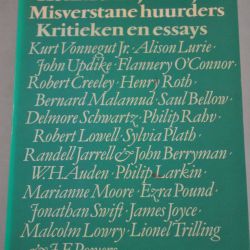 Misverstane huurders
Kritieken en essays
Kurt Vonnegut Jr. · Alison Lurie ·
John Updike · Flannery O'Connor ·
Robert Creeley · Henry Roth ·
Bernard Malamud · Saul Bellow ·
Delmore Schwartz · Philip Rahv ·
Robert Lowell · Sylvia Plath ·
Randell Jarrell & John Berryman ·
W.H. Auden · Philip Larkin ·
Marianne Moore · Ezra Pound ·
Jonathan Swift · James Joyce ·
Malcolm Lowry · Lionel Trilling